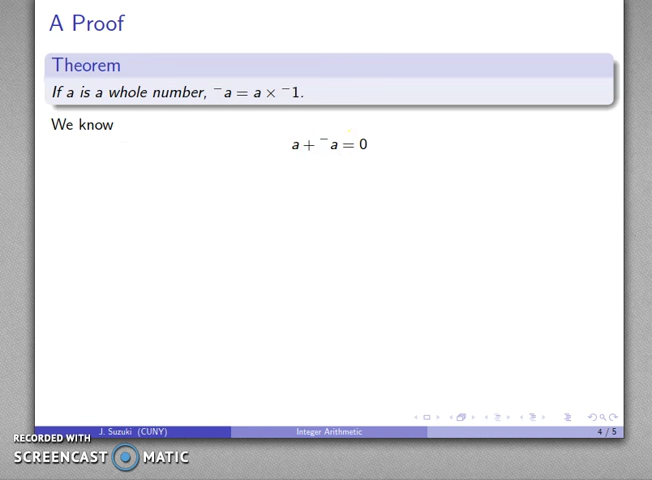 A Proof
Theorem
If a is a whole number, ⁻a = a × ⁻1.
We know
a + ⁻a = 0
J. Suzuki (CUNY)
Integer Arithmetic
4 / 5
RECORDED WITH
SCREENCAST MATIC